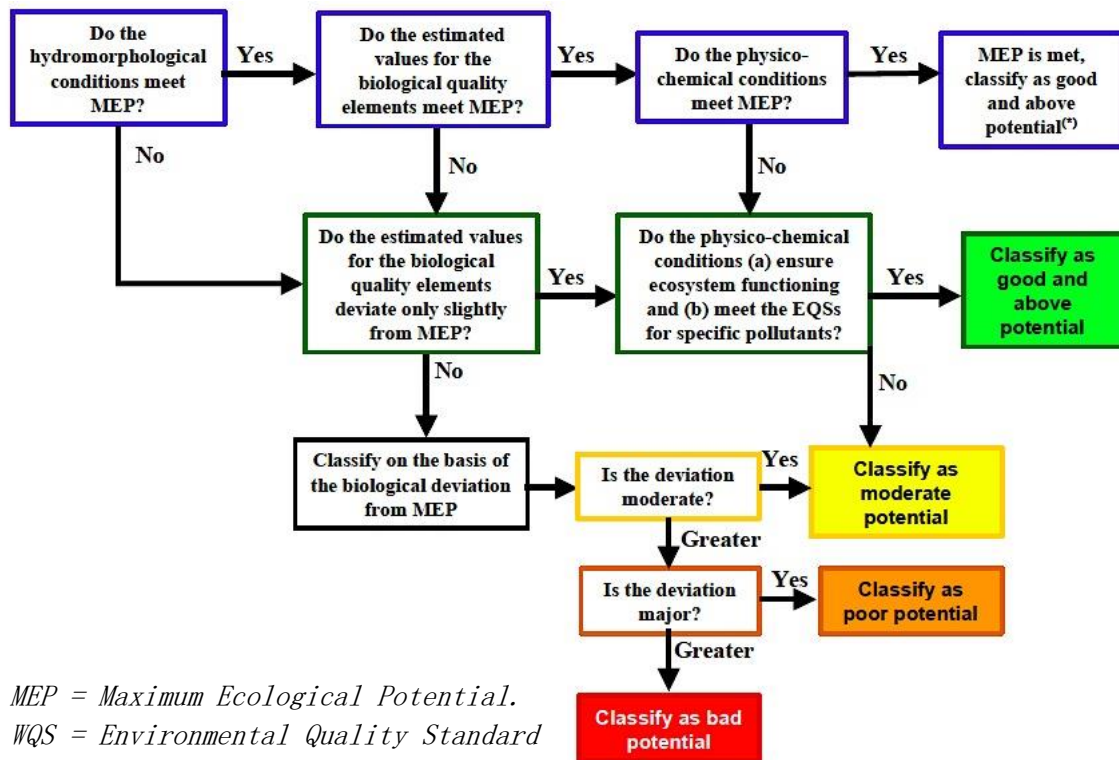 Do the
hydromorphological
conditions meet
MEP?
Yes
Do the estimated
values for the
biological quality
elements meet MEP?
Yes
Do the physico-
chemical conditions
meet MEP?
Yes
MEP is met,
classify as good
and above
potential(*)
No
No
No
Do the estimated values
for the biological
quality elements
deviate only slightly
from MEP?
Yes
Do the physico-chemical
conditions (a) ensure
ecosystem functioning
and (b) meet the EQSs
for specific pollutants?
Yes
Classify as
good and
above
potential
No
No
Classify on the basis of
the biological deviation
from MEP
Is the deviation
moderate?
Yes
Classify as
moderate
potential
Greater
Is the deviation
major?
Yes
Classify as
poor potential
Greater
Classify as bad
potential
MEP = Maximum Ecological Potential.
WQS = Environmental Quality Standard